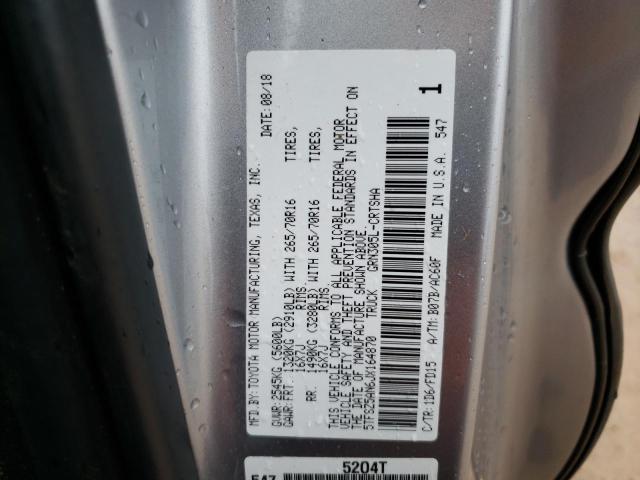 MFD.BY: TOYOTA MOTOR MANUFACTURING, TEXAS, INC. DATE: 08/18
GVWR: 2545KG (5600LB)
GAWR: FRT. 1320KG (2910LB) WITH 265/70R16 TIRES,
16X7J RIMS.
RR. 1490KG (3280LB) WITH 265/70R16 TIRES,
16X7J RIMS
THIS VEHICLE CONFORMS TO ALL APPLICABLE FEDERAL MOTOR
VEHICLE SAFETY AND THEFT PREVENTION STANDARDS IN EFFECT ON
THE DATE OF MANUFACTURE SHOWN ABOVE.
5TFSZ5AN6JX164870 TRUCK GRN305L-CRTSHA
C/TR: 1D6/FD15 A/TM: B07B/AC60F MADE IN U.S.A. 547
1
5204T
547